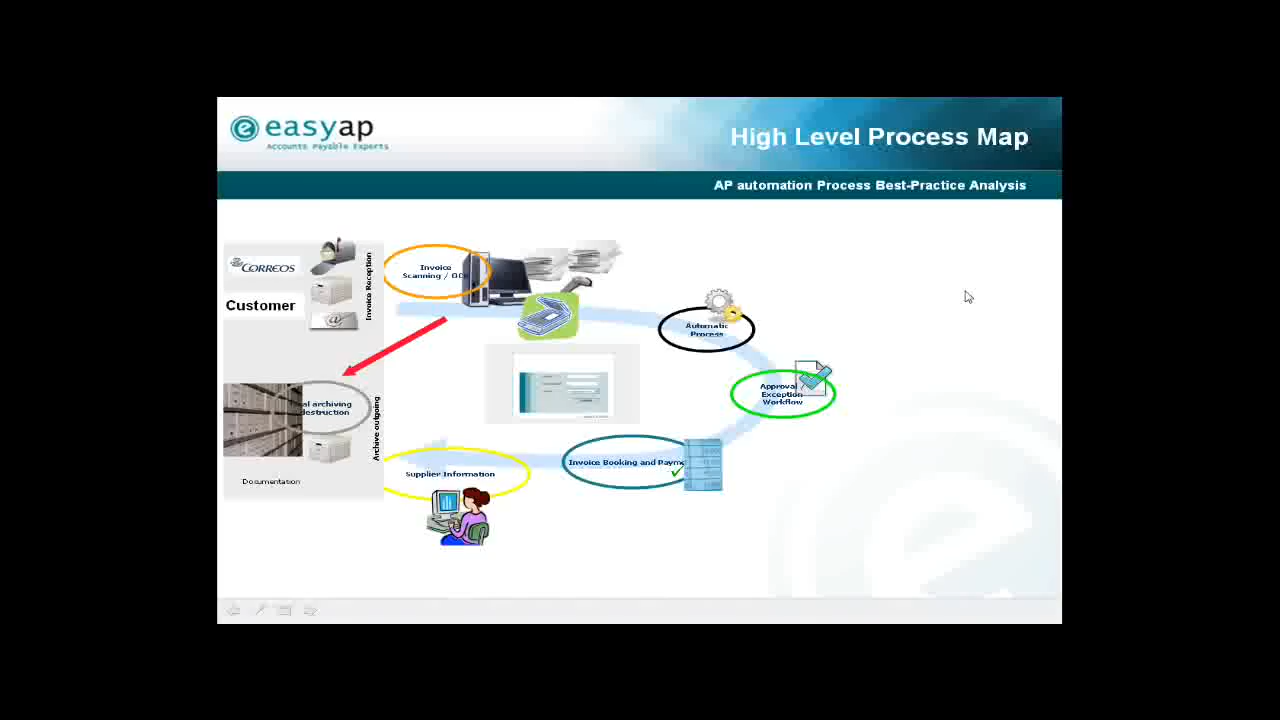 easyap
Accounts Payable Experts
High Level Process Map
AP automation Process Best-Practice Analysis
CORREOS
Customer
Invoice Reception
Invoice
Scanning /
Automatic
Process
Approval
Exception
Workflow
archiving
destruction
Archive outgoing
Documentation
Supplier Information
Invoice Booking and Payme